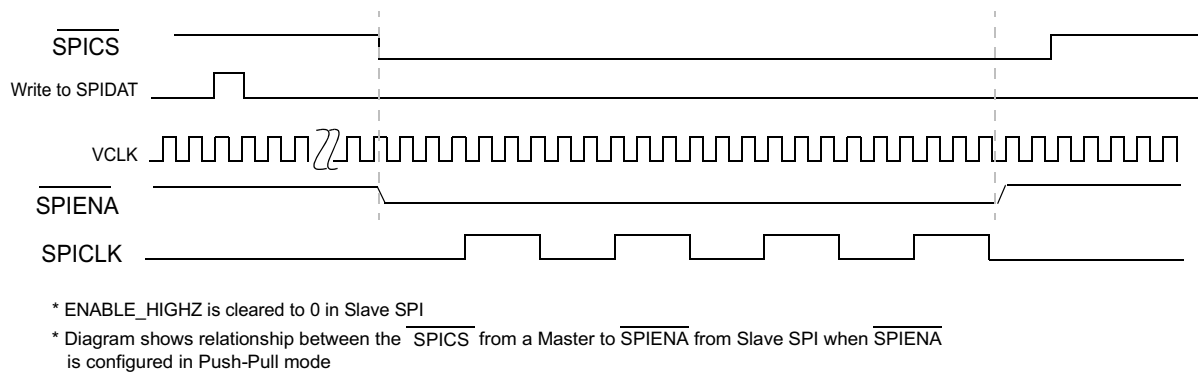 SPICS
Write to SPIDAT
VCLK
SPIENA
SPICLK
* ENABLE_HIGHZ is cleared to 0 in Slave SPI
* Diagram shows relationship between the SPICS from a Master to SPIENA from Slave SPI when SPIENA
is configured in Push-Pull mode